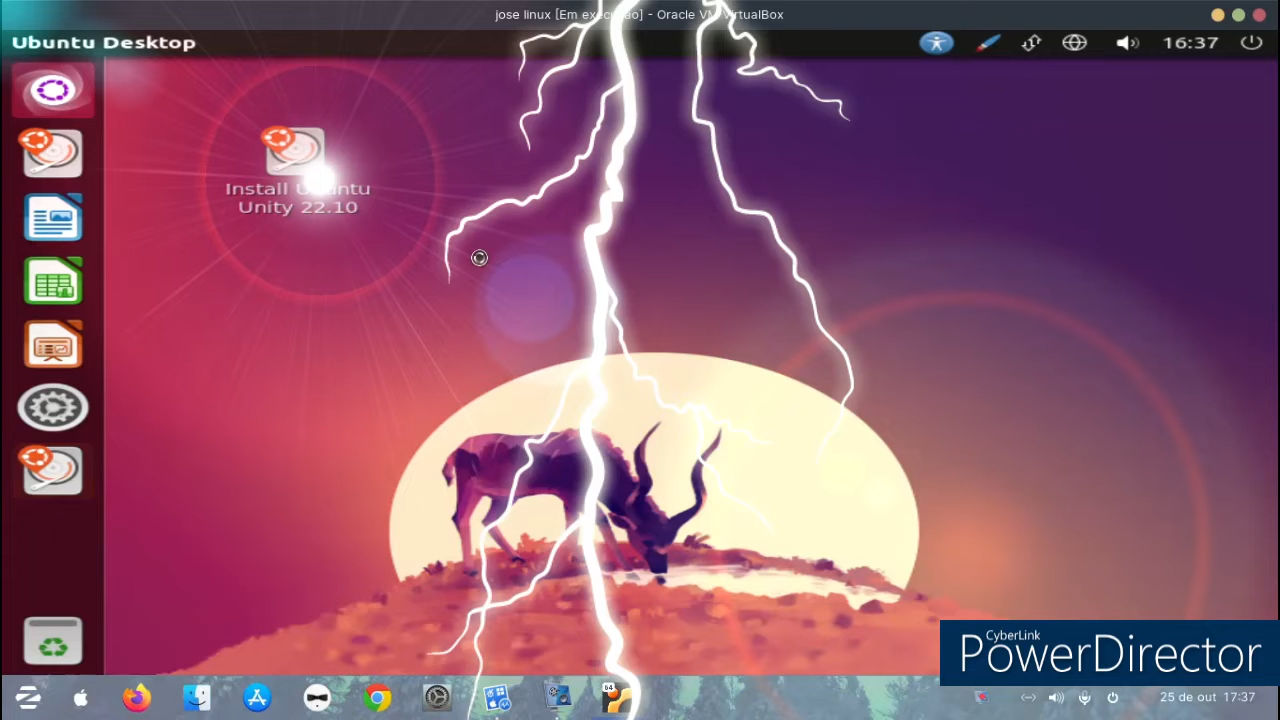 jose linux [Em execução] - Oracle VM VirtualBox
Ubuntu Desktop
16:37
Install Ubuntu
Unity 22.10
CyberLink
PowerDirector
64
25 de out 17:37